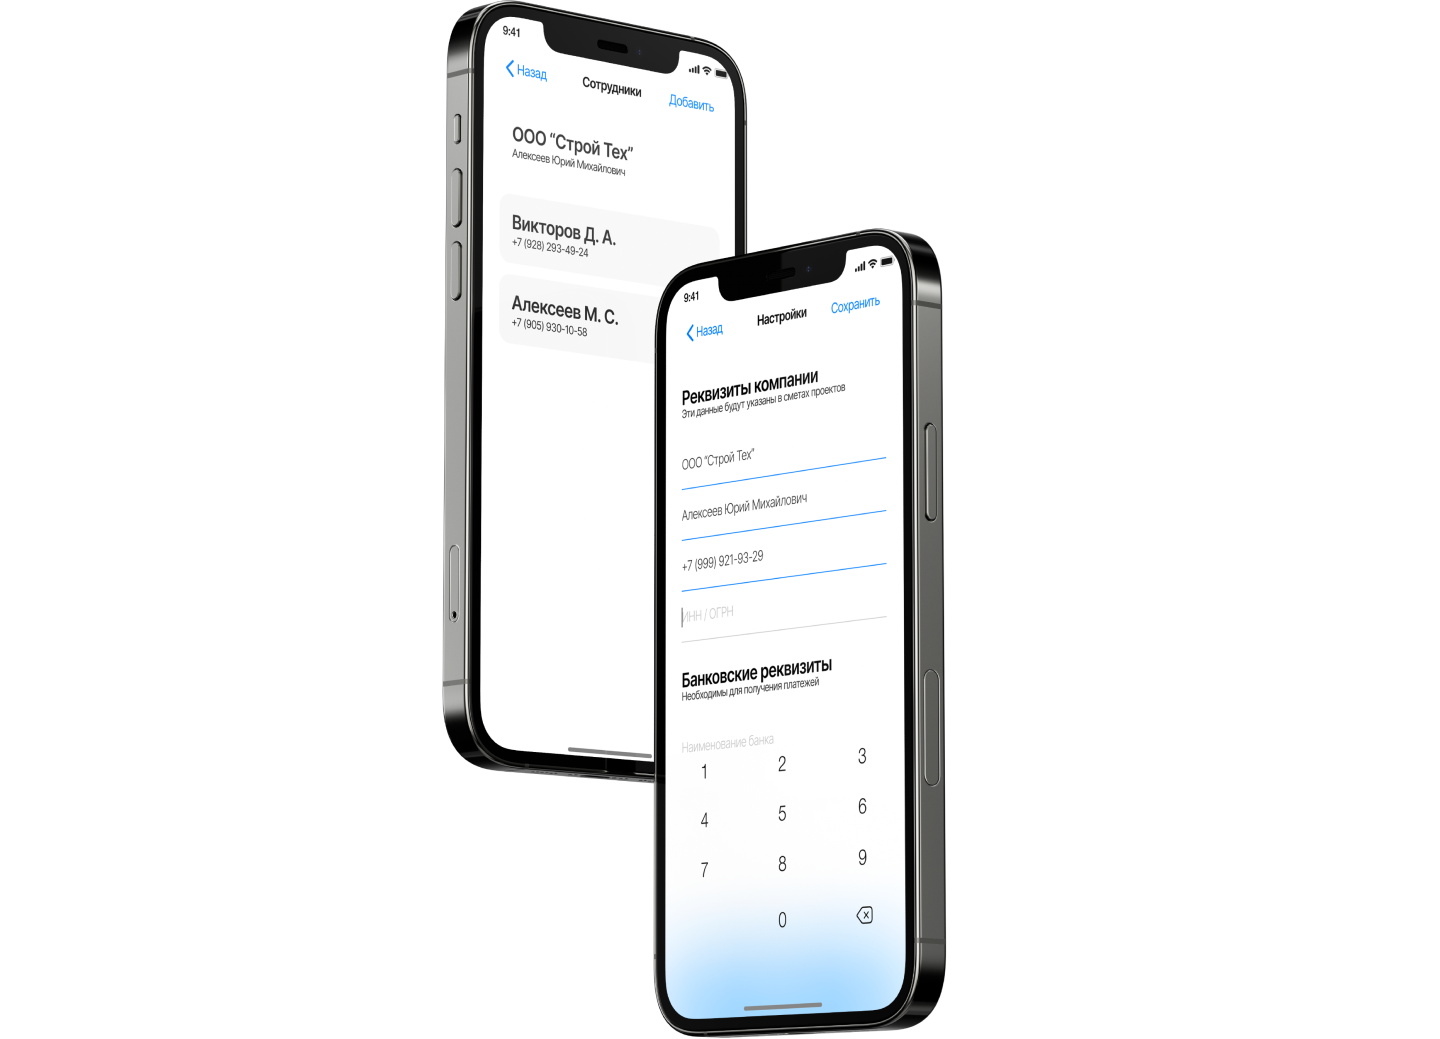 9:41
Назад
Сотрудники
Добавить
ООО “Строй Тех”
Алексеев Юрий Михайлович
Викторов Д. А.
+7 (928) 293-49-24
Алексеев М. С.
+7 (905) 930-10-58
9:41
Назад
Настройки
Сохранить
Реквизиты компании
Эти данные будут указаны в сметах проектов
ООО “Строй Тех”
Алексеев Юрий Михайлович
+7 (999) 921-93-29
ИНН / ОГРН
Банковские реквизиты
Необходимы для получения платежей
Наименование банка
1 2 3
4 5 6
7 8 9
0